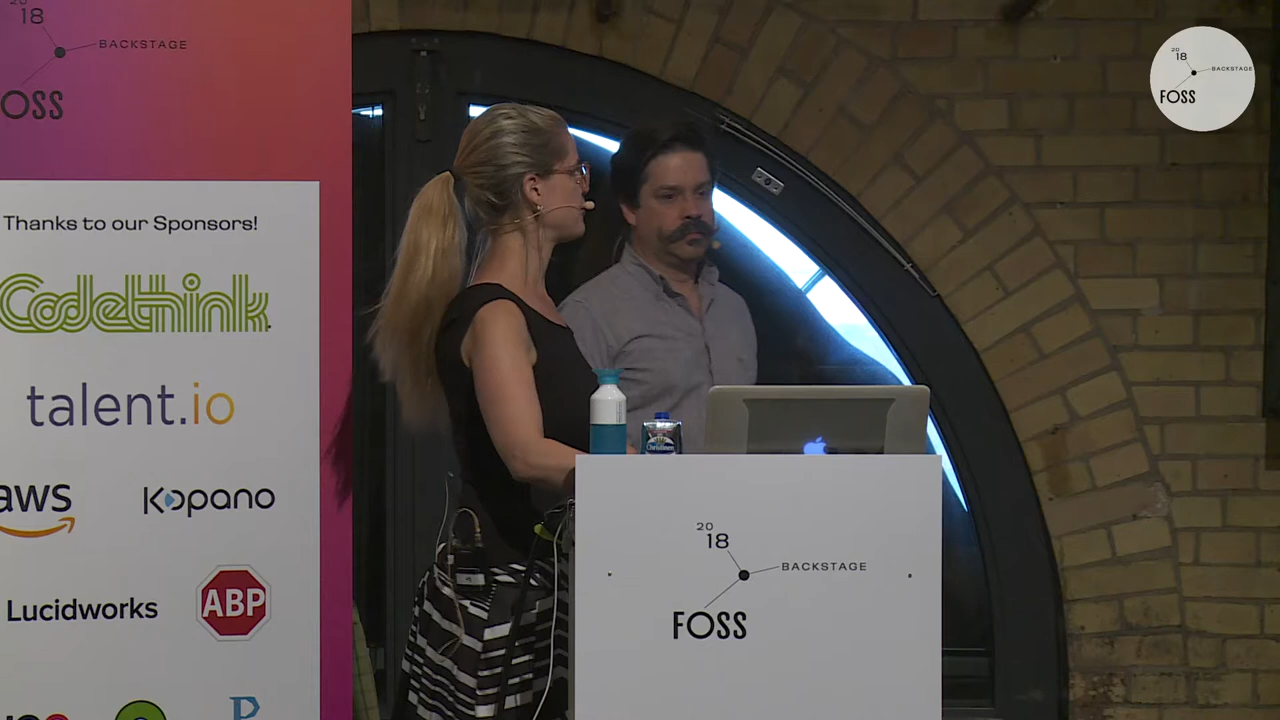 20
18
BACKSTAGE
FOSS
Thanks to our Sponsors!
Codethink
talent.io
aws
Kopano
Lucidworks
ABP
20
18
BACKSTAGE
FOSS
20
18
BACKSTAGE
FOSS